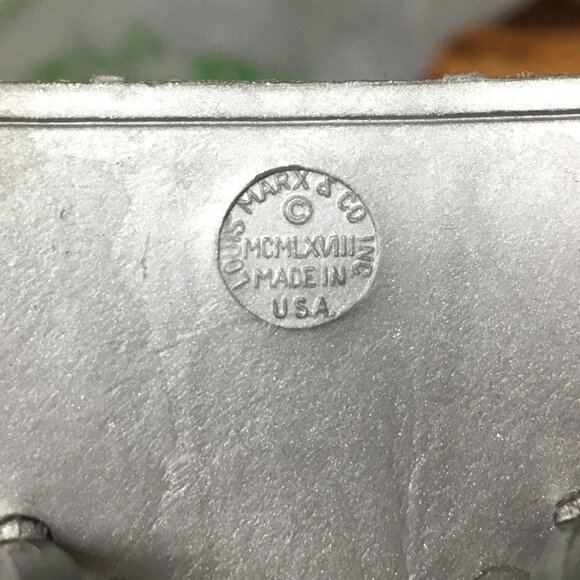 LOUIS MARX & CO INC.
©
MCMLXVIII
MADE IN
U.S.A.